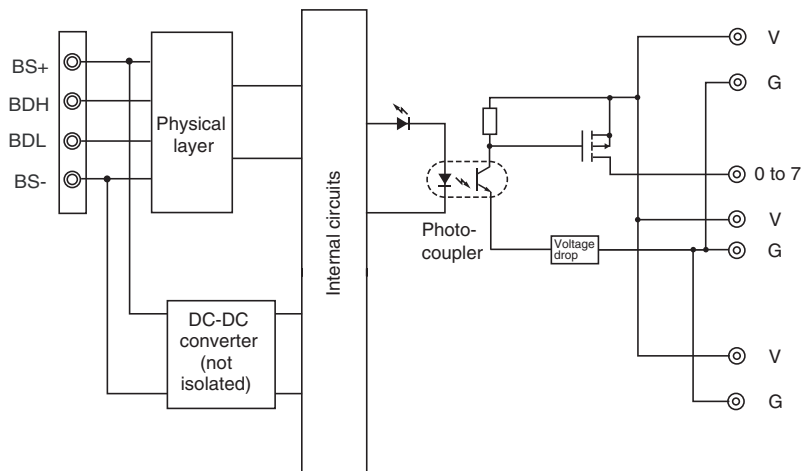 BS+
BDH
BDL
BS-
Physical
layer
DC-DC
converter
(not
isolated)
Internal circuits
Photo-
coupler
Voltage
drop
V
G
0 to 7
V
G
V
G